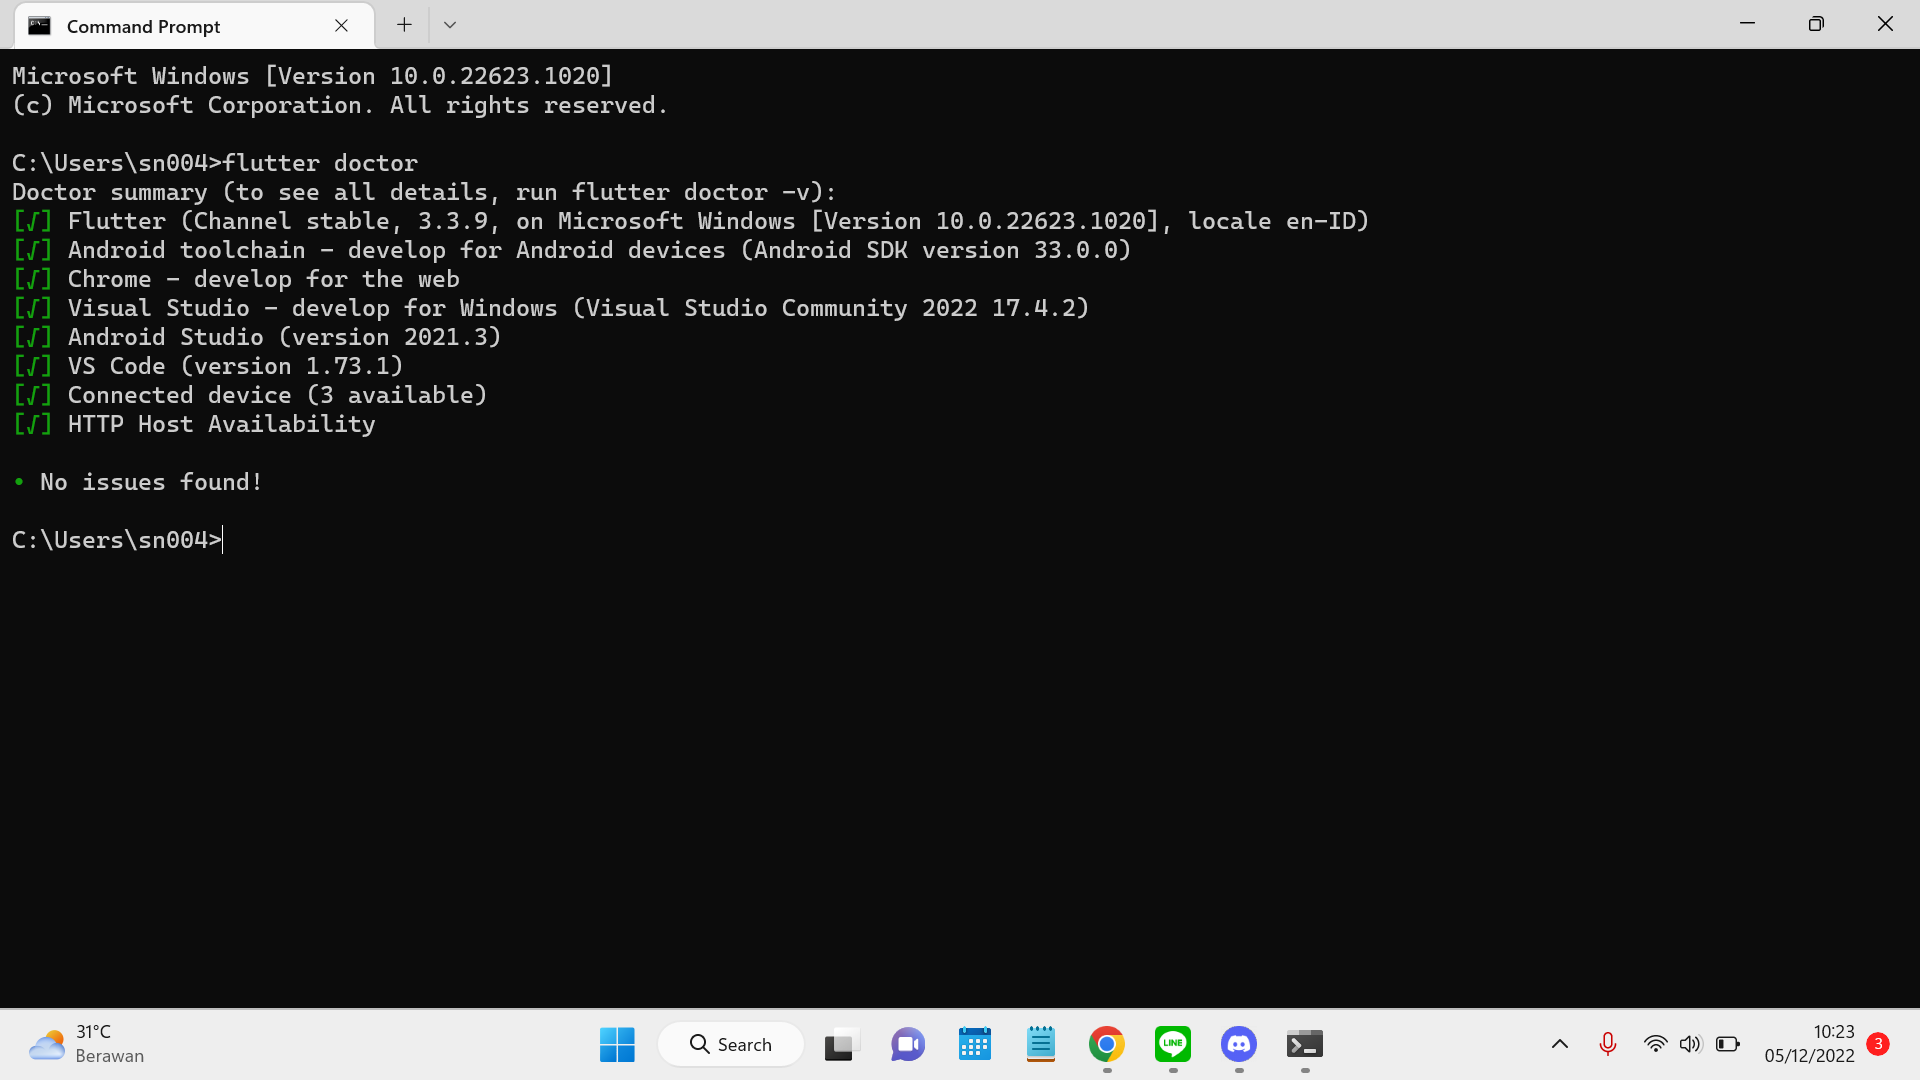 Command Prompt
Microsoft Windows [Version 10.0.22623.1020]
(c) Microsoft Corporation. All rights reserved.
C:\Users\sn004>flutter doctor
Doctor summary (to see all details, run flutter doctor -v):
[√] Flutter (Channel stable, 3.3.9, on Microsoft Windows [Version 10.0.22623.1020], locale en-ID)
[√] Android toolchain - develop for Android devices (Android SDK version 33.0.0)
[√] Chrome - develop for the web
[√] Visual Studio - develop for Windows (Visual Studio Community 2022 17.4.2)
[√] Android Studio (version 2021.3)
[√] VS Code (version 1.73.1)
[√] Connected device (3 available)
[√] HTTP Host Availability
• No issues found!
C:\Users\sn004>
31°C
Berawan
Search
LINE
10:23
05/12/2022
3